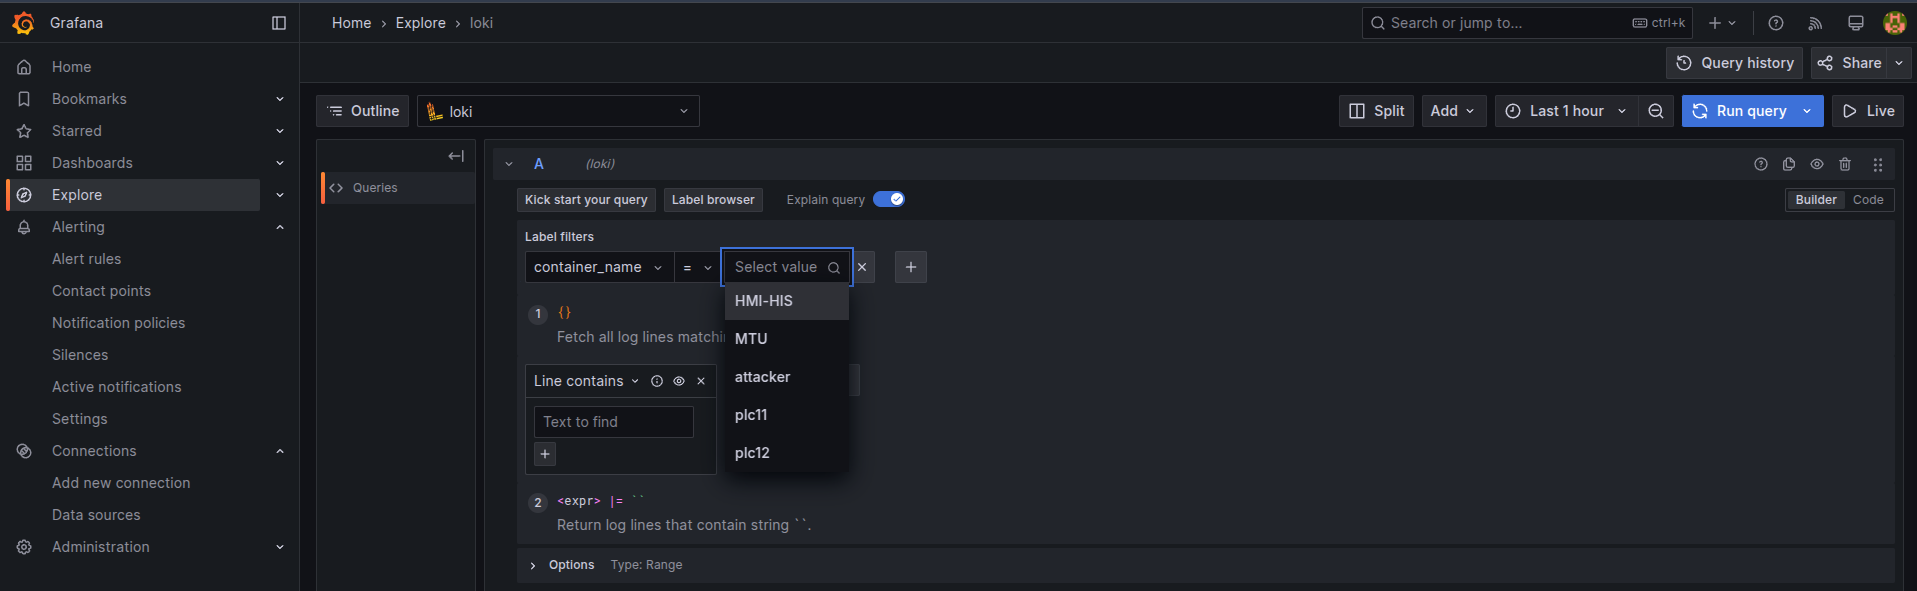 Grafana
Home › Explore › loki
Search or jump to... ctrl+k
Query history
Share
Home
Bookmarks
Starred
Dashboards
Explore
Alerting
Alert rules
Contact points
Notification policies
Silences
Active notifications
Settings
Connections
Add new connection
Data sources
Administration
Outline
loki
Split
Add
Last 1 hour
Run query
Live
Queries
A (loki)
Kick start your query
Label browser
Explain query
Builder
Code
Label filters
container_name = Select value
HMI-HIS
MTU
attacker
plc11
plc12
1 {}
Fetch all log lines matchi
Line contains
Text to find
2 <expr> |= ``
Return log lines that contain string ``.
Options Type: Range